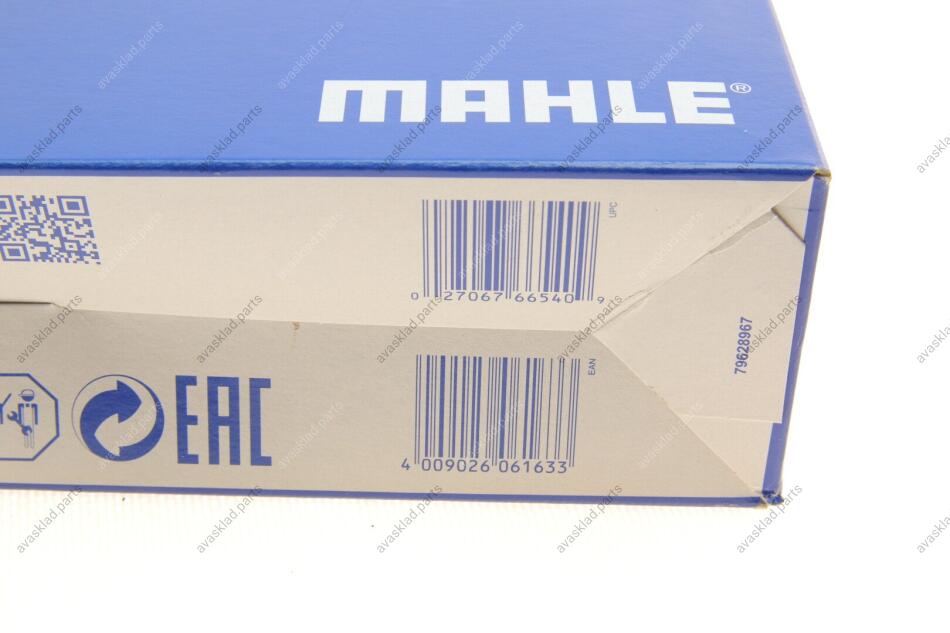 MAHLE®
UPC
0 27067 66540 9
79628967
EAN
EAC
4 009026 061633
avasklad.parts